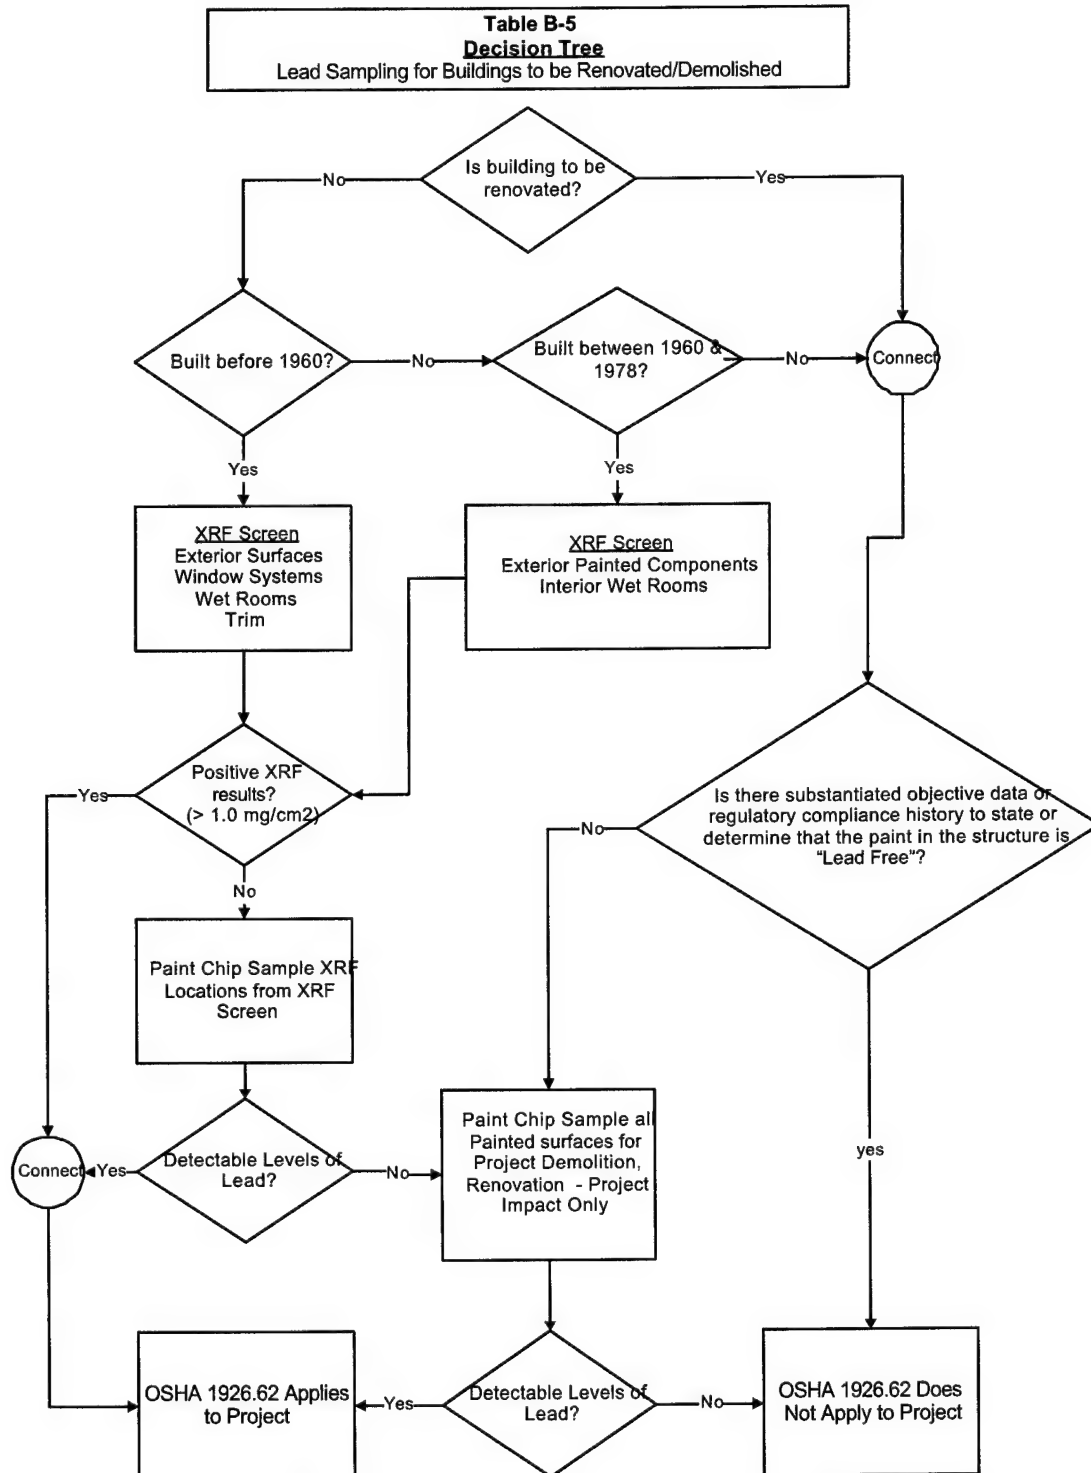 Table B-5
Decision Tree
Lead Sampling for Buildings to be Renovated/Demolished
Is building to be
renovated?
No
Yes
Built before 1960?
No
Built between 1960 &
1978?
No
Connect
Yes
Yes
XRF Screen
Exterior Surfaces
Window Systems
Wet Rooms
Trim
XRF Screen
Exterior Painted Components
Interior Wet Rooms
Positive XRF
results?
(> 1.0 mg/cm2)
Yes
No
Is there substantiated objective data or
regulatory compliance history to state or
determine that the paint in the structure is
"Lead Free"?
No
Paint Chip Sample XRF
Locations from XRF
Screen
Paint Chip Sample all
Painted surfaces for
Project Demolition,
Renovation - Project
Impact Only
yes
Connect
Yes
Detectable Levels of
Lead?
No
OSHA 1926.62 Applies
to Project
Yes
Detectable Levels of
Lead?
No
OSHA 1926.62 Does
Not Apply to Project